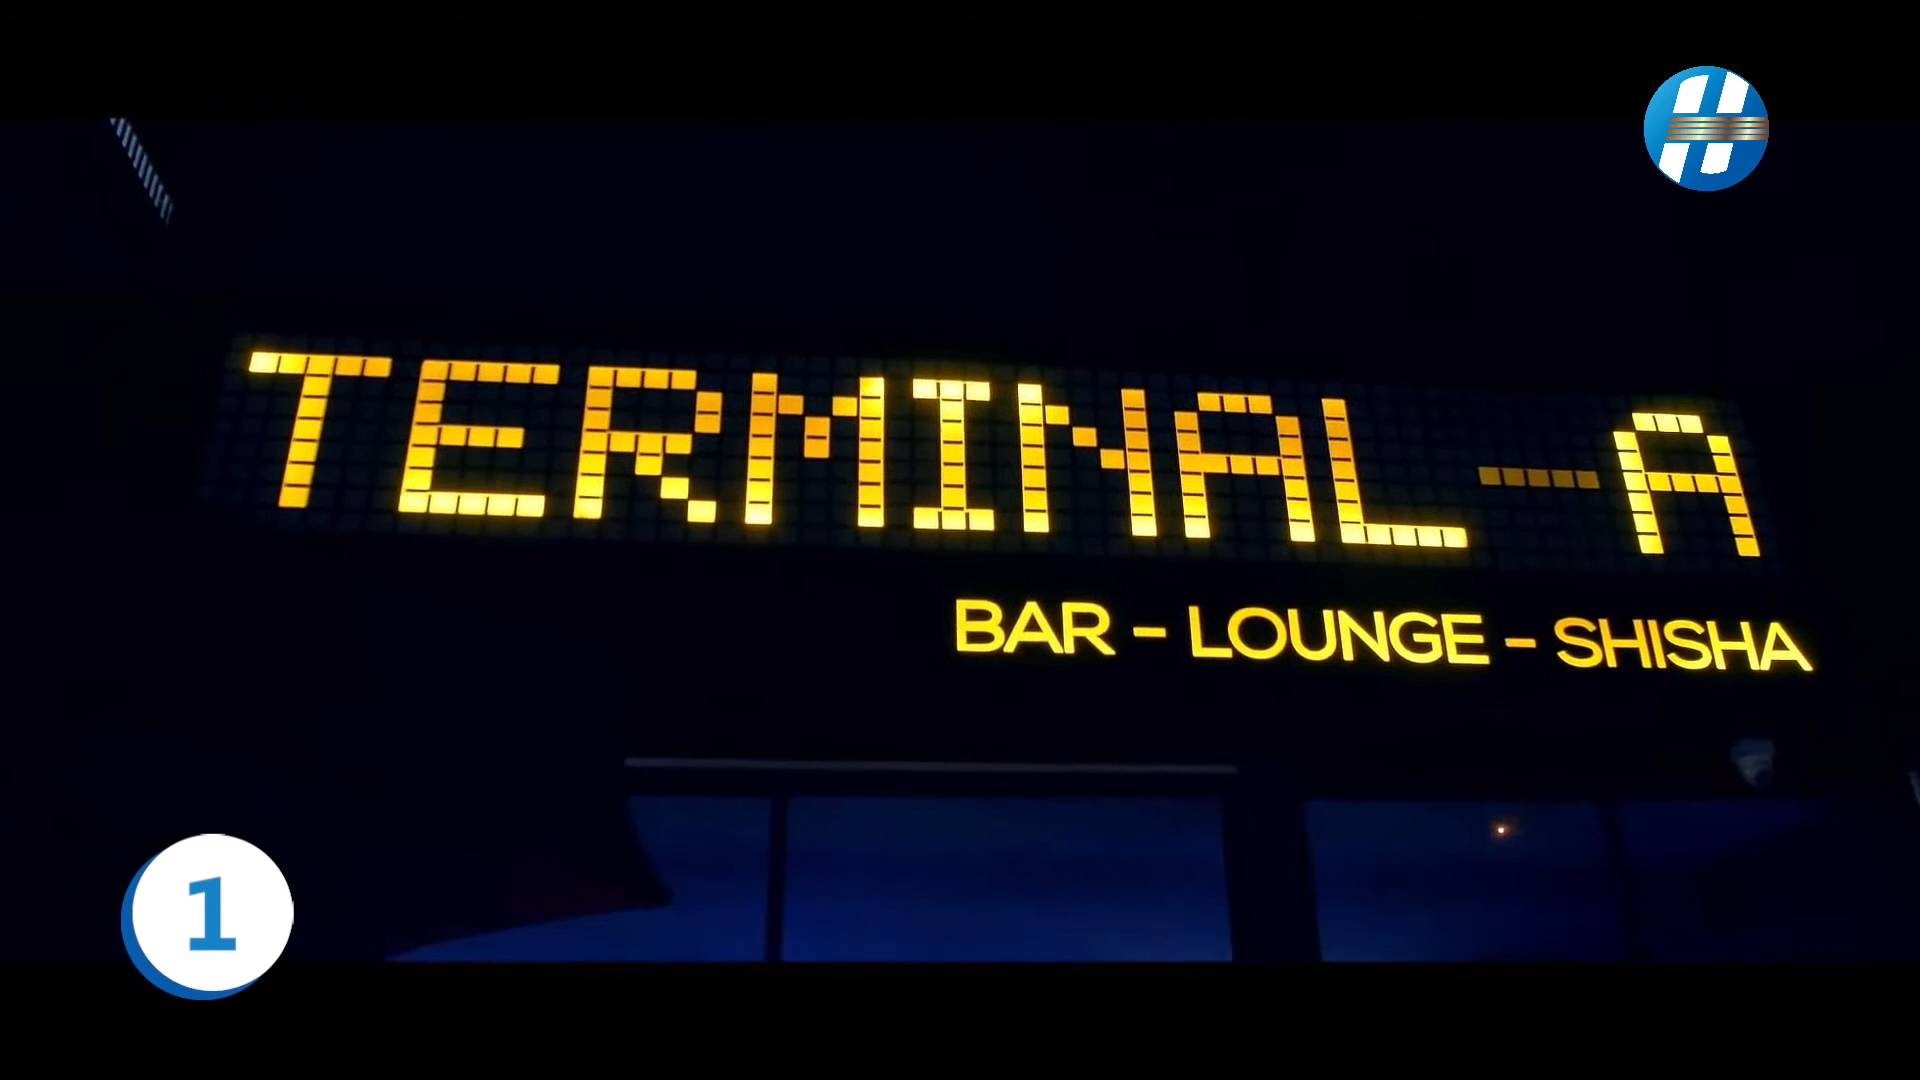 TERMINAL-A
BAR - LOUNGE - SHISHA
1